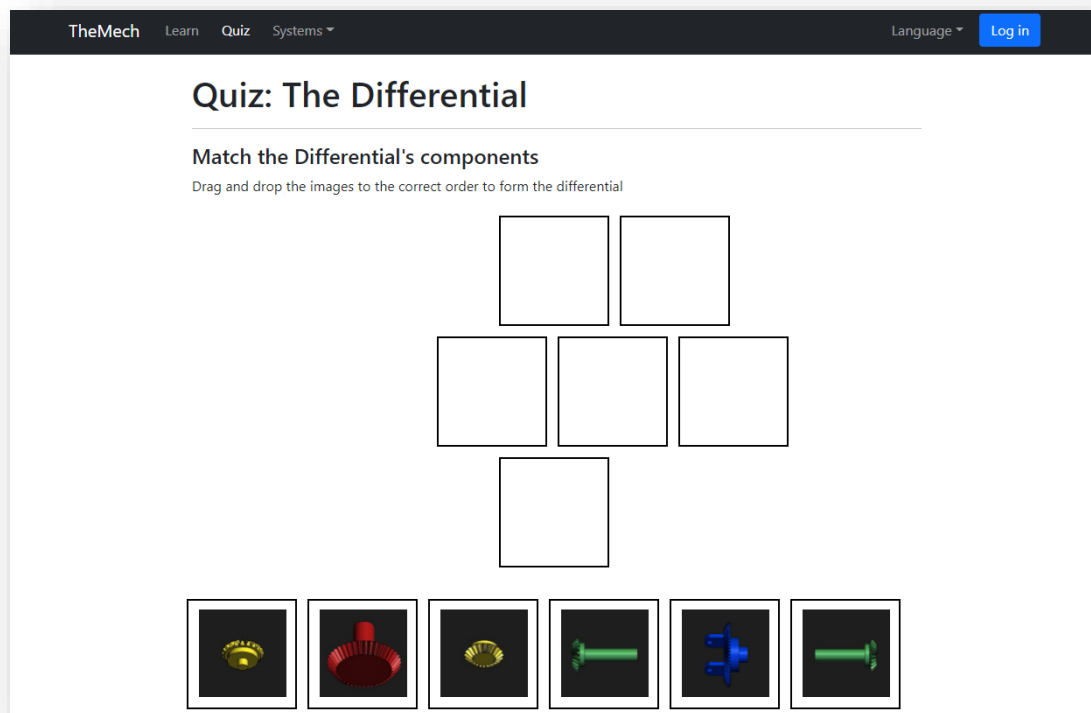 TheMech Learn Quiz Systems Language Log in
Quiz: The Differential
Match the Differential's components
Drag and drop the images to the correct order to form the differential